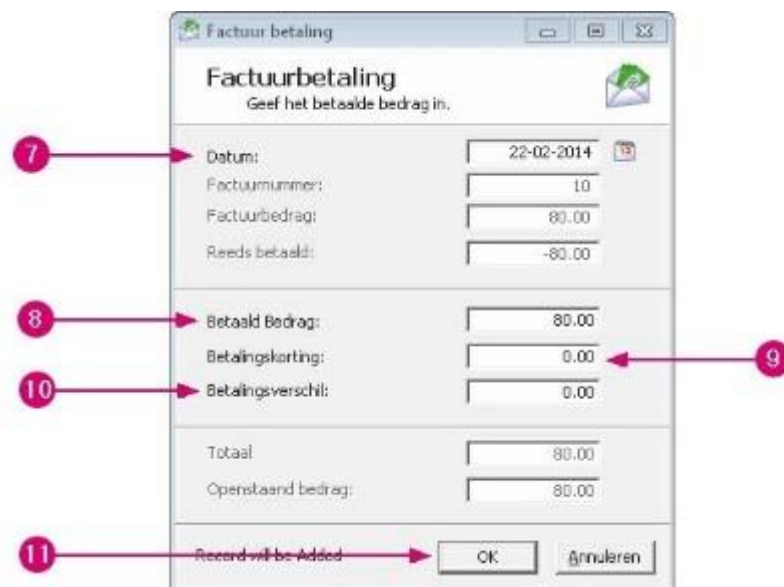 Factuur betaling
Factuurbetaling
Geef het betaalde bedrag in.
7
Datum:
22-02-2014
Factuurnummer:
10
Factuurbedrag:
80.00
Reeds betaald:
-80.00
8
Betaald Bedrag:
80.00
Betalingskorting:
0.00
9
10
Betalingsverschil:
0.00
Totaal
80.00
Openstaand bedrag:
80.00
11
Record will be Added
OK
Annuleren